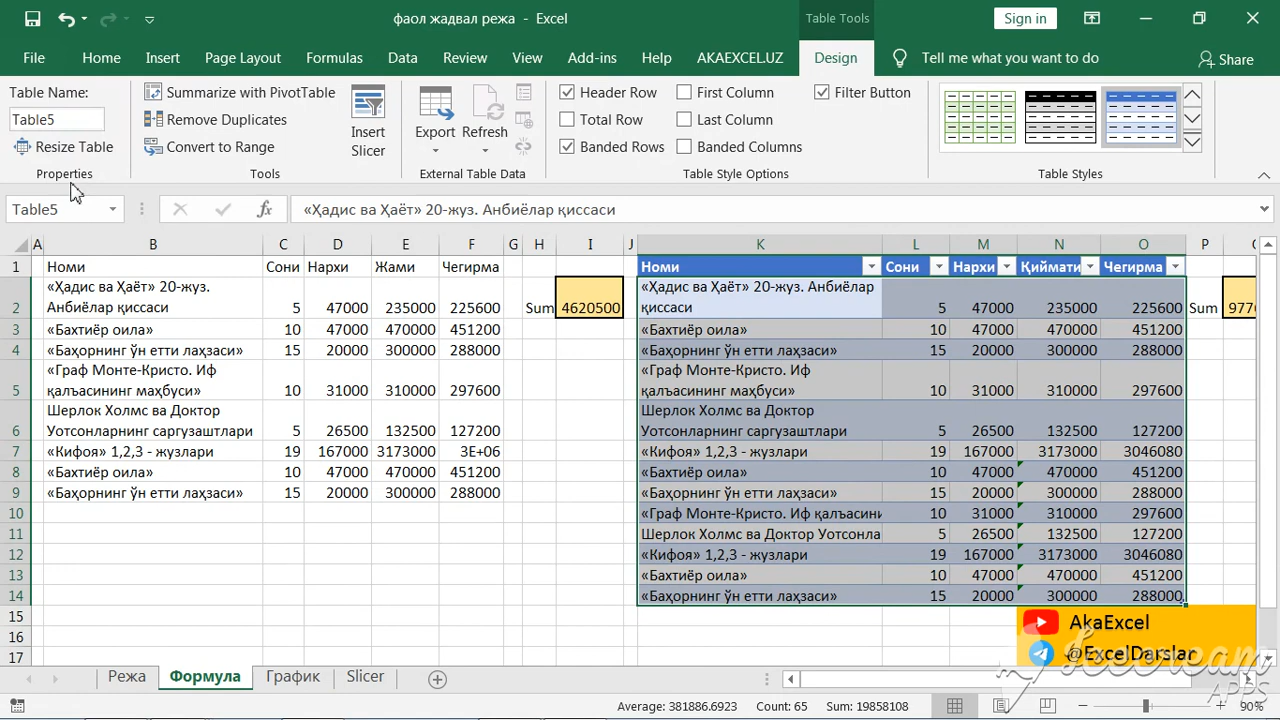 фаол жадвал режа - Excel
Table Tools
Sign in
File Home Insert Page Layout Formulas Data Review View Add-ins Help AKAEXCEL.UZ Design Tell me what you want to do Share
Table Name:
Table5
Resize Table
Properties
Summarize with PivotTable
Remove Duplicates
Convert to Range
Tools
Insert
Slicer
Export Refresh
External Table Data
Header Row First Column Filter Button
Total Row Last Column
Banded Rows Banded Columns
Table Style Options
Table Styles
Table5 fx «Ҳадис ва Ҳаёт» 20-жуз. Анбиёлар қиссаси
A B C D E F G H I J K L M N O P
1 Номи Сони Нархи Жами Чегирма Номи Сони Нархи Қиймати Чегирма
«Ҳадис ва Ҳаёт» 20-жуз. «Ҳадис ва Ҳаёт» 20-жуз. Анбиёлар
2 Анбиёлар қиссаси 5 47000 235000 225600 Sum 4620500 қиссаси 5 47000 235000 225600 Sum
3 «Бахтиёр оила» 10 47000 470000 451200 «Бахтиёр оила» 10 47000 470000 451200
4 «Баҳорнинг ўн етти лаҳзаси» 15 20000 300000 288000 «Баҳорнинг ўн етти лаҳзаси» 15 20000 300000 288000
«Граф Монте-Кристо. Иф «Граф Монте-Кристо. Иф
5 қалъасининг маҳбуси» 10 31000 310000 297600 қалъасининг маҳбуси» 10 31000 310000 297600
Шерлок Холмс ва Доктор Шерлок Холмс ва Доктор
6 Уотсонларнинг саргузаштлари 5 26500 132500 127200 Уотсонларнинг саргузаштлари 5 26500 132500 127200
7 «Кифоя» 1,2,3 - жузлари 19 167000 3173000 3E+06 «Кифоя» 1,2,3 - жузлари 19 167000 3173000 3046080
8 «Бахтиёр оила» 10 47000 470000 451200 «Бахтиёр оила» 10 47000 470000 451200
9 «Баҳорнинг ўн етти лаҳзаси» 15 20000 300000 288000 «Баҳорнинг ўн етти лаҳзаси» 15 20000 300000 288000
10 «Граф Монте-Кристо. Иф қалъасини 10 31000 310000 297600
11 Шерлок Холмс ва Доктор Уотсонла 5 26500 132500 127200
12 «Кифоя» 1,2,3 - жузлари 19 167000 3173000 3046080
13 «Бахтиёр оила» 10 47000 470000 451200
14 «Баҳорнинг ўн етти лаҳзаси» 15 20000 300000 288000
15
16
17
AkaExcel
@ExcelDarslar
Icecream
APPS
Режа Формула График Slicer
Average: 381886.6923 Count: 65 Sum: 19858108 90%